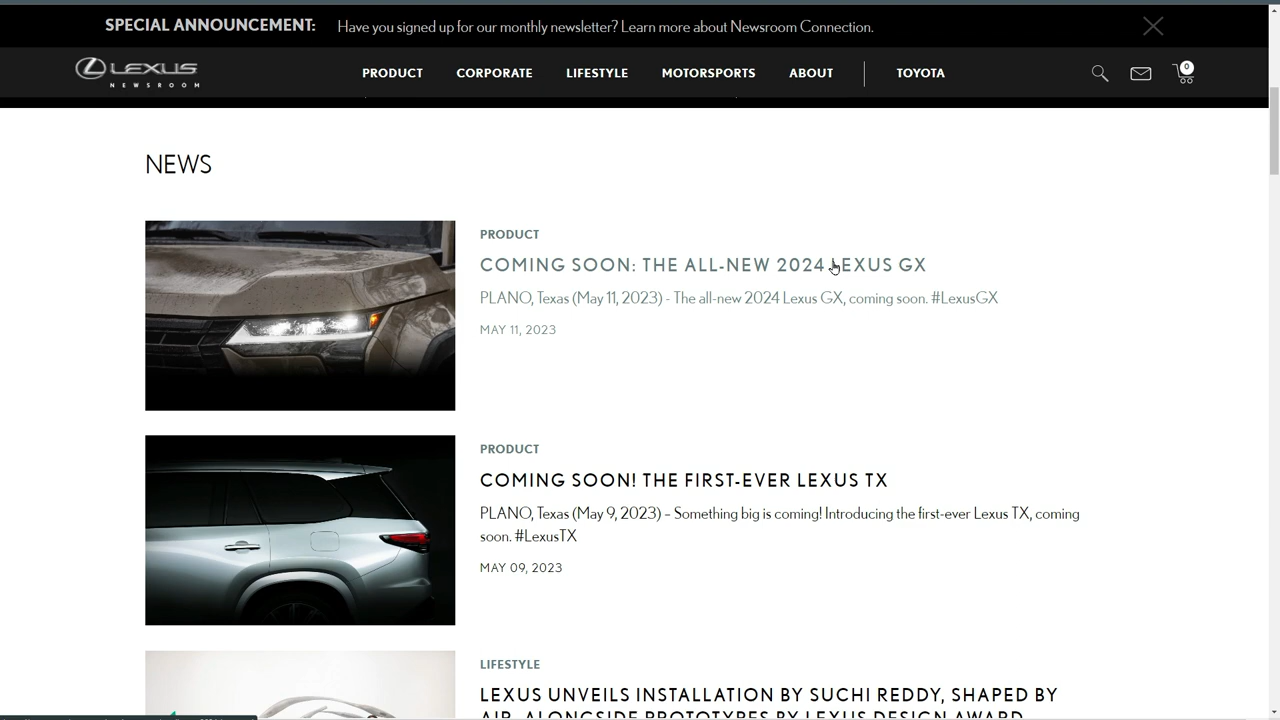 SPECIAL ANNOUNCEMENT: Have you signed up for our monthly newsletter? Learn more about Newsroom Connection.
LEXUS
NEWSROOM
PRODUCT CORPORATE LIFESTYLE MOTORSPORTS ABOUT TOYOTA
0
NEWS
PRODUCT
COMING SOON: THE ALL-NEW 2024 LEXUS GX
PLANO, Texas (May 11, 2023) - The all-new 2024 Lexus GX, coming soon. #LexusGX
MAY 11, 2023
PRODUCT
COMING SOON! THE FIRST-EVER LEXUS TX
PLANO, Texas (May 9, 2023) – Something big is coming! Introducing the first-ever Lexus TX, coming
soon. #LexusTX
MAY 09, 2023
LIFESTYLE
LEXUS UNVEILS INSTALLATION BY SUCHI REDDY, SHAPED BY
AIR, ALONGSIDE PROTOTYPES BY LEXUS DESIGN AWARD